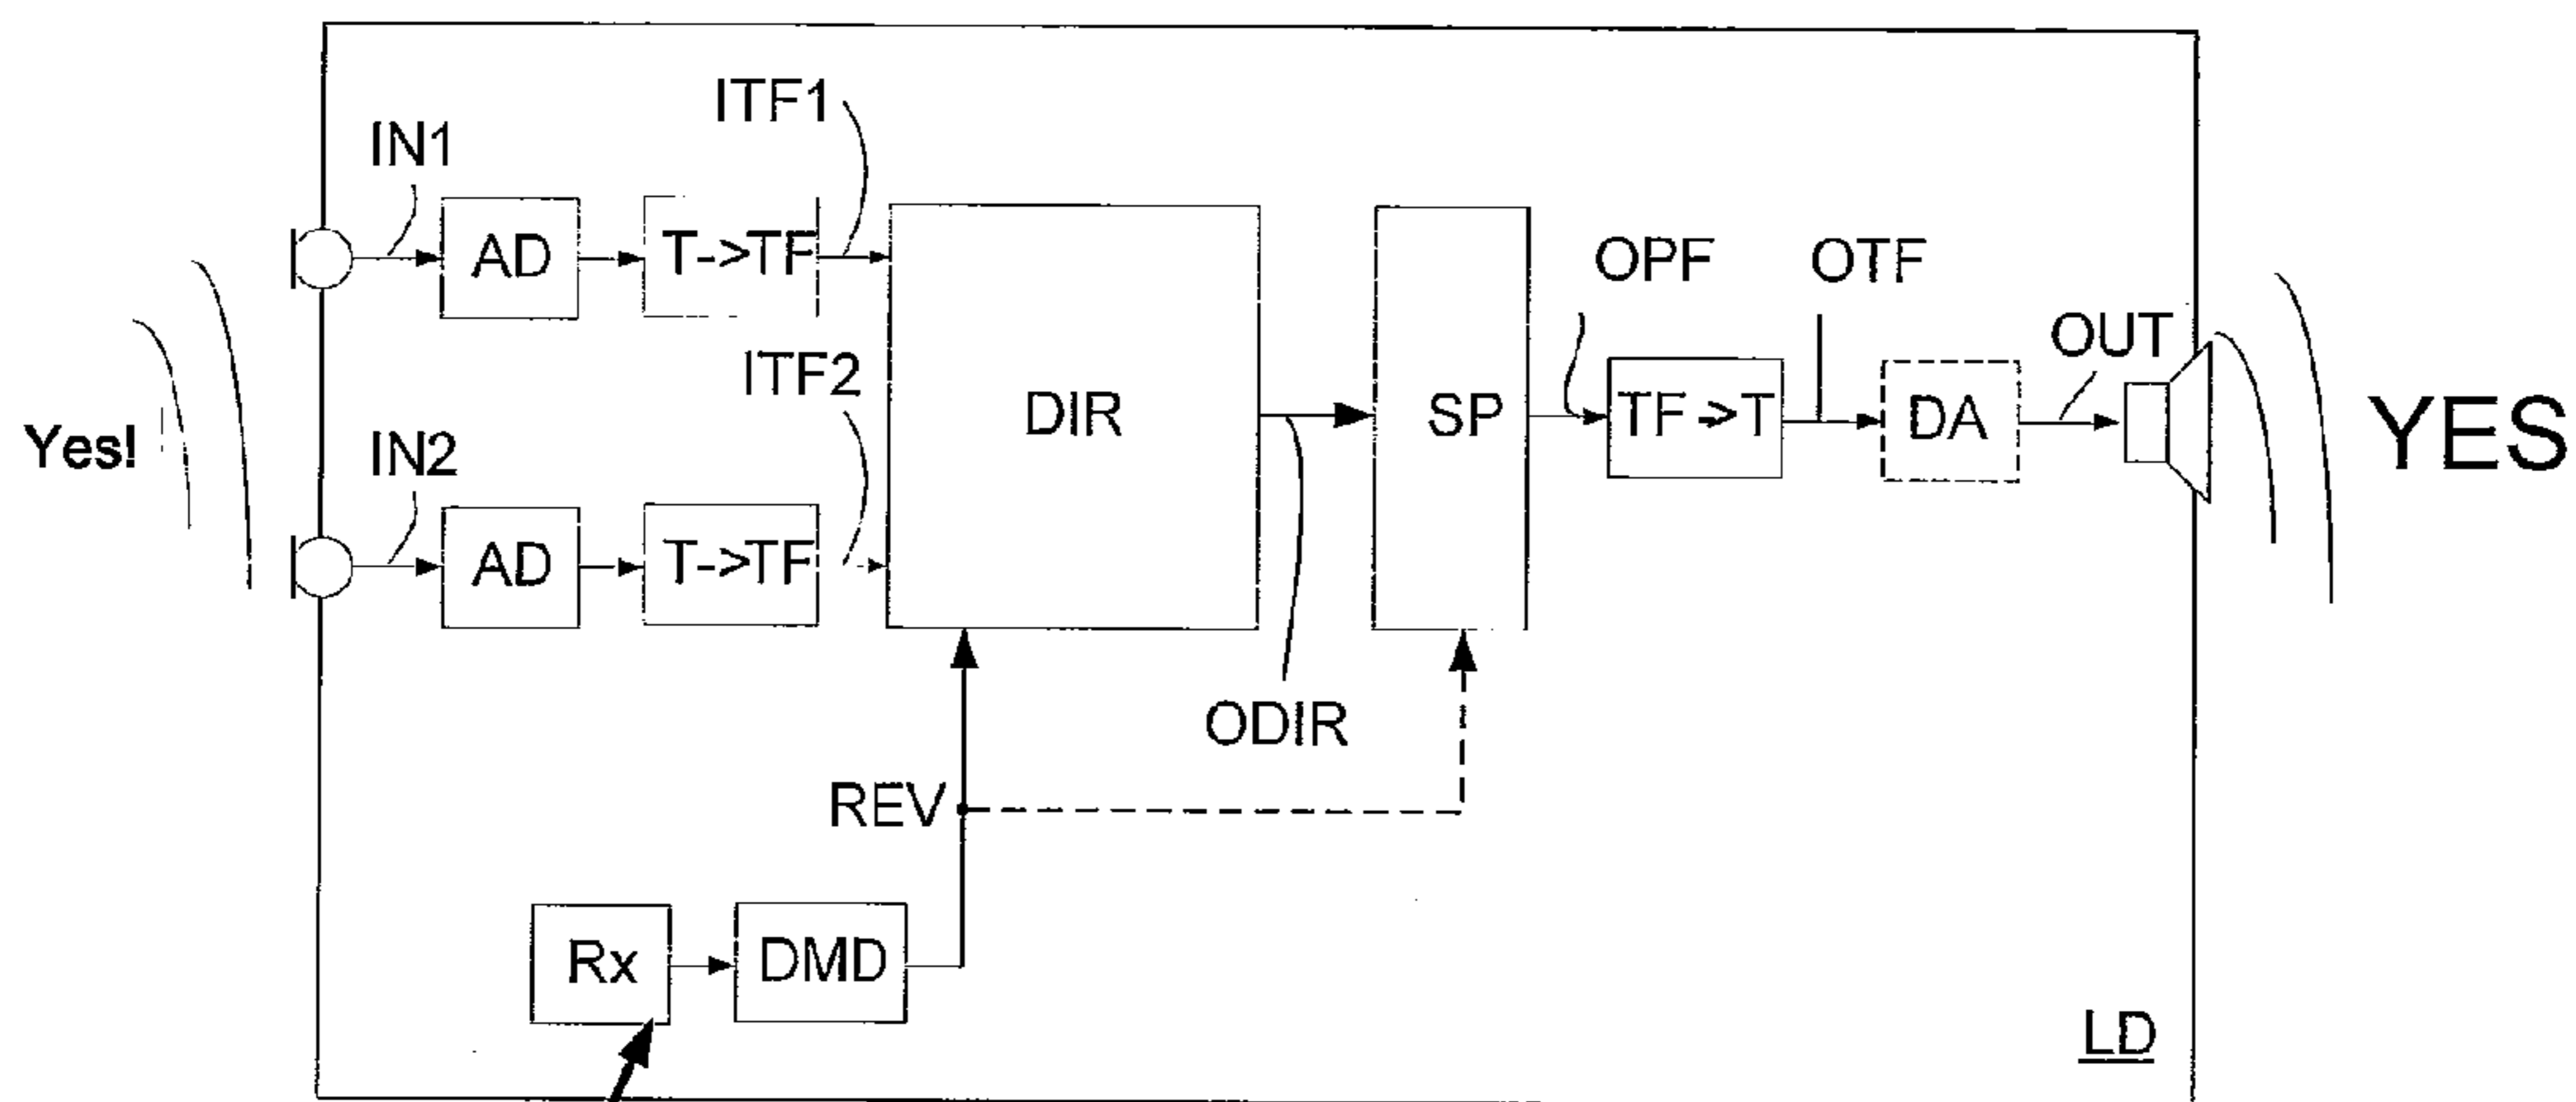 ITF1
IN1
AD
T->TF
OPF
OTF
OUT
ITF2
DIR
SP
TF->T
DA
Yes!
YES
IN2
AD
T->TF
ODIR
REV
Rx
DMD
LD